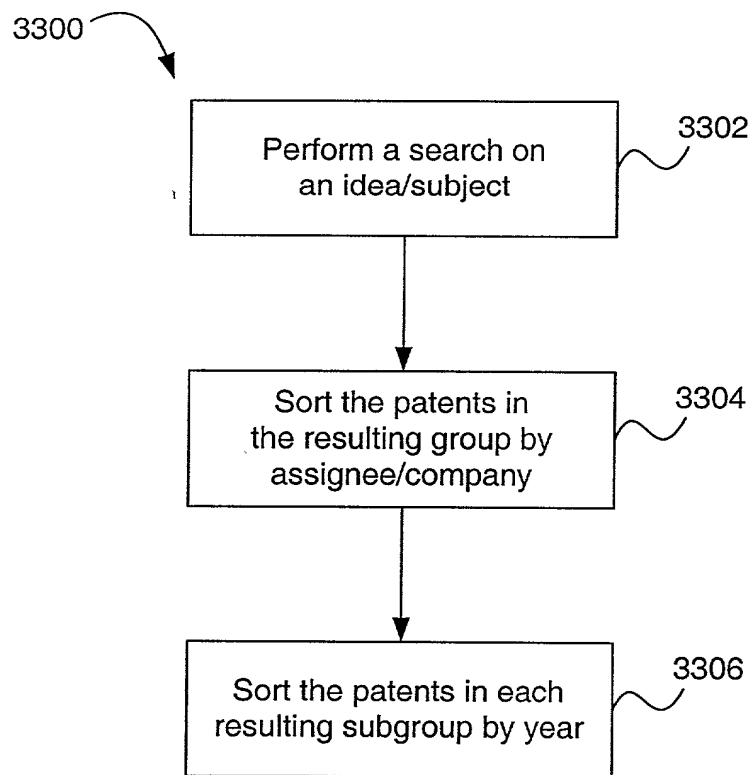 3300
Perform a search on
an idea/subject
3302
Sort the patents in
the resulting group by
assignee/company
3304
Sort the patents in each
resulting subgroup by year
3306